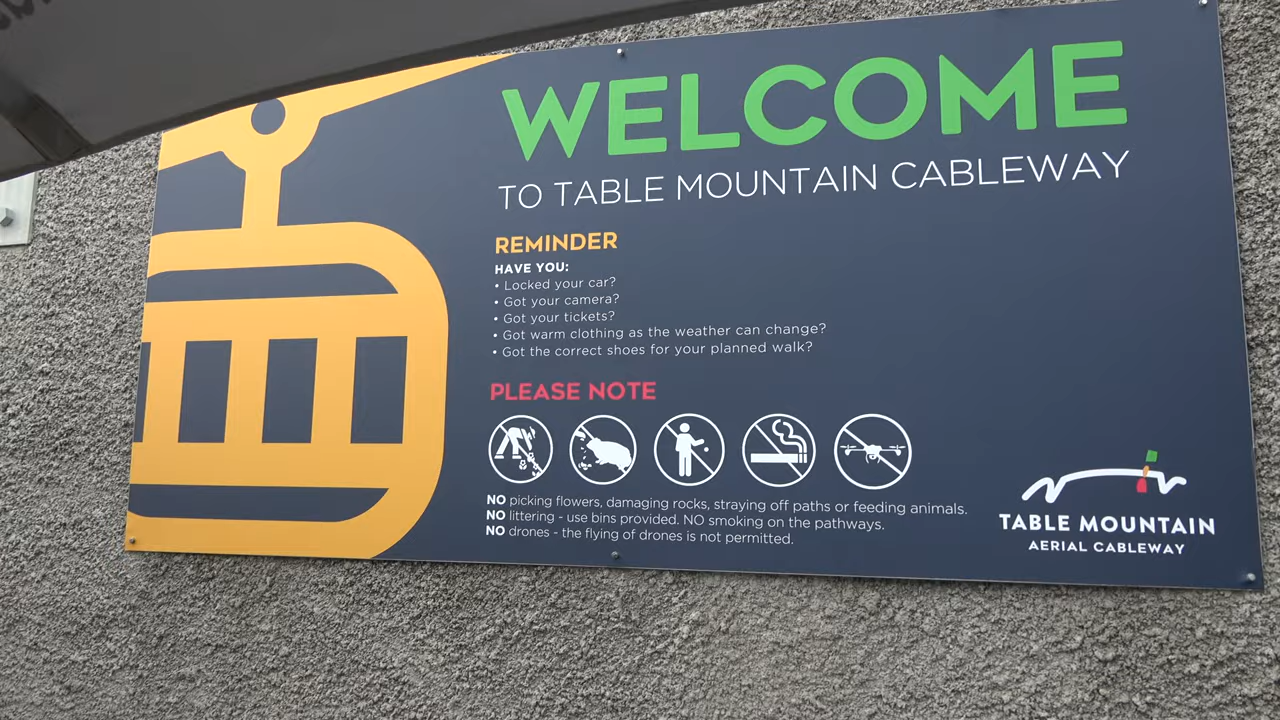 WELCOME
TO TABLE MOUNTAIN CABLEWAY
REMINDER
HAVE YOU:
• Locked your car?
• Got your camera?
• Got your tickets?
• Got warm clothing as the weather can change?
• Got the correct shoes for your planned walk?
PLEASE NOTE
NO picking flowers, damaging rocks, straying off paths or feeding animals.
NO littering - use bins provided. NO smoking on the pathways.
NO drones - the flying of drones is not permitted.
TABLE MOUNTAIN
AERIAL CABLEWAY